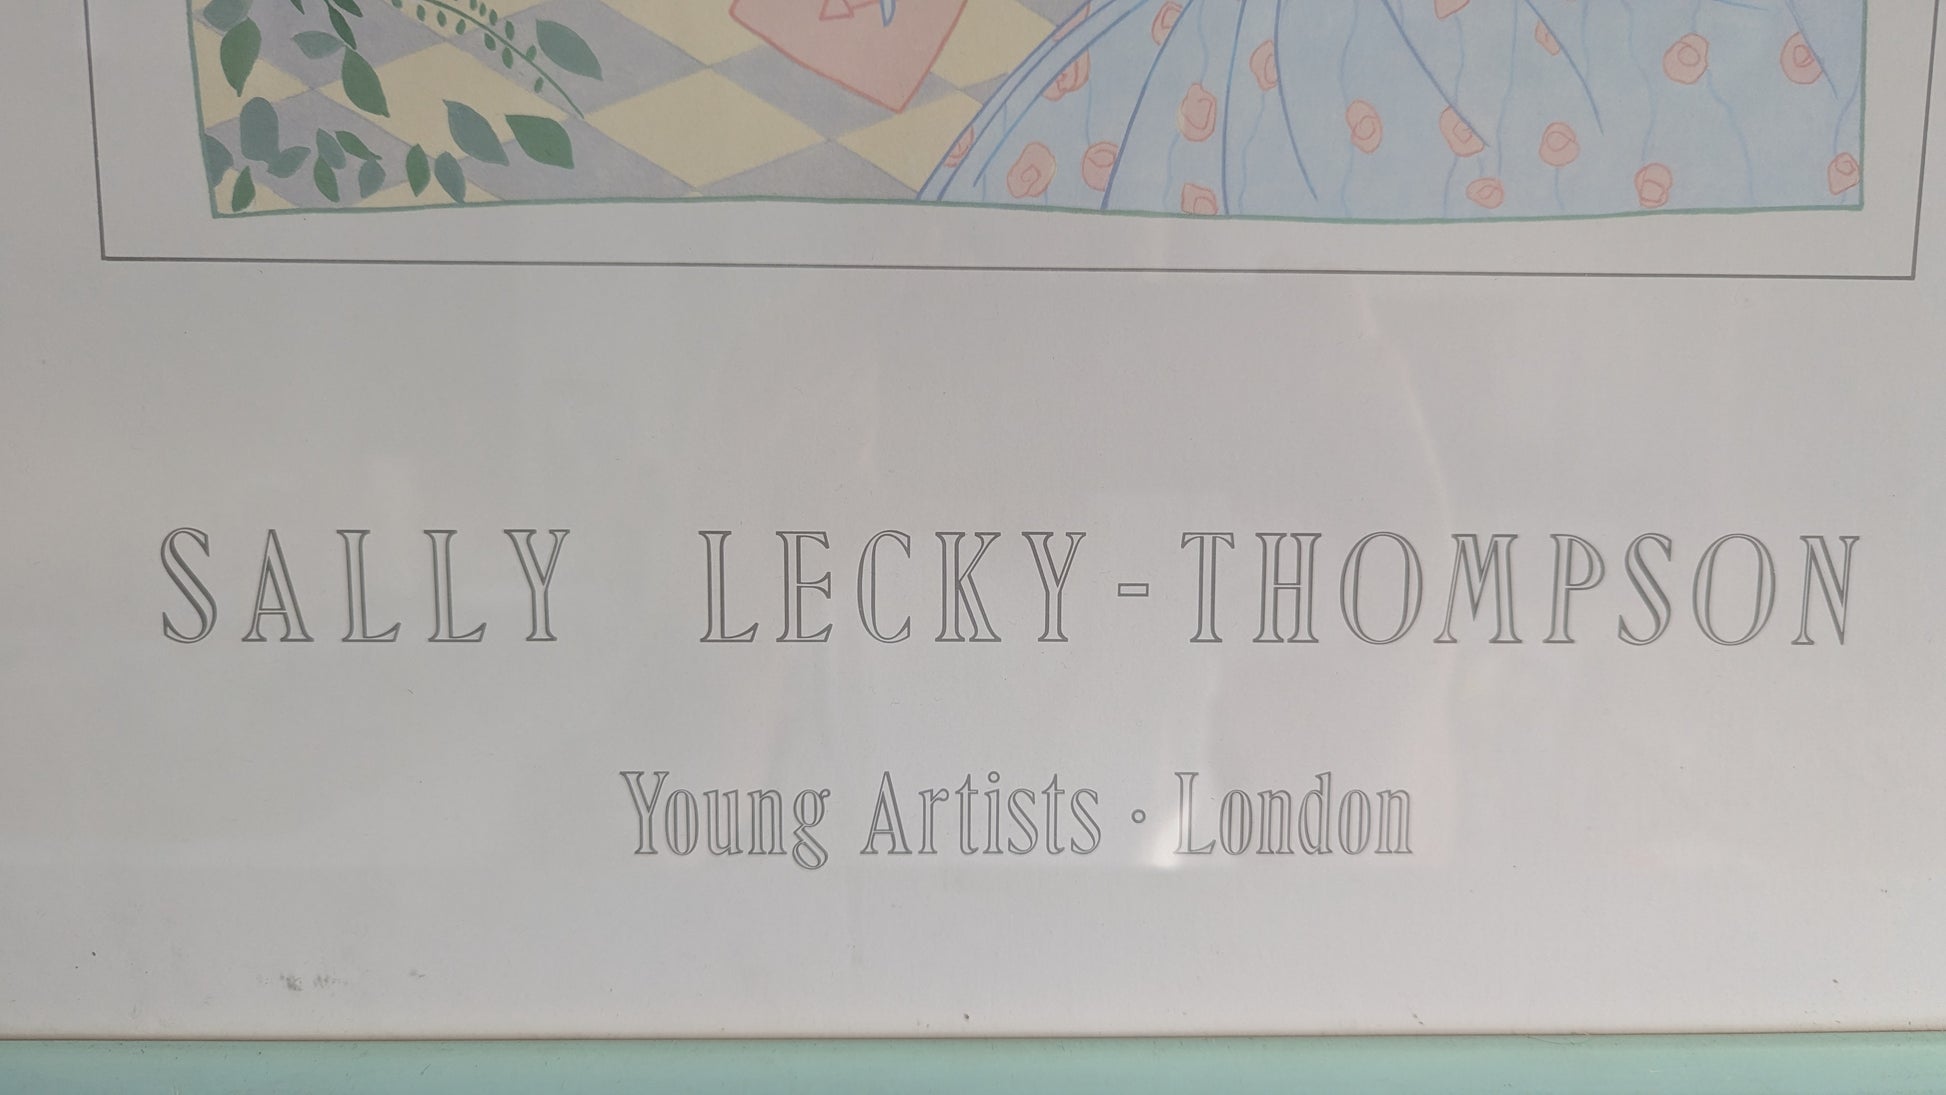 SALLY LECKY-THOMPSON
Young Artists · London